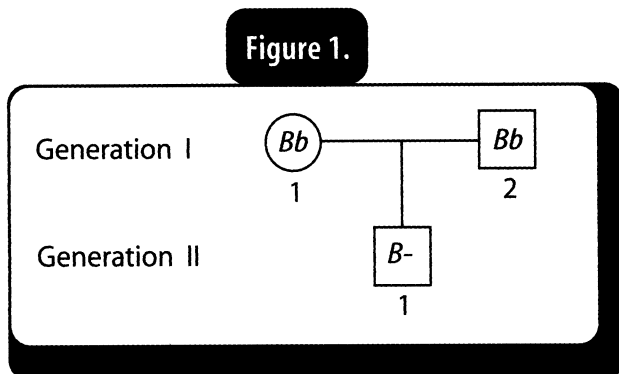 Figure 1.
Generation I Bb Bb
1 2
Generation II B-
1